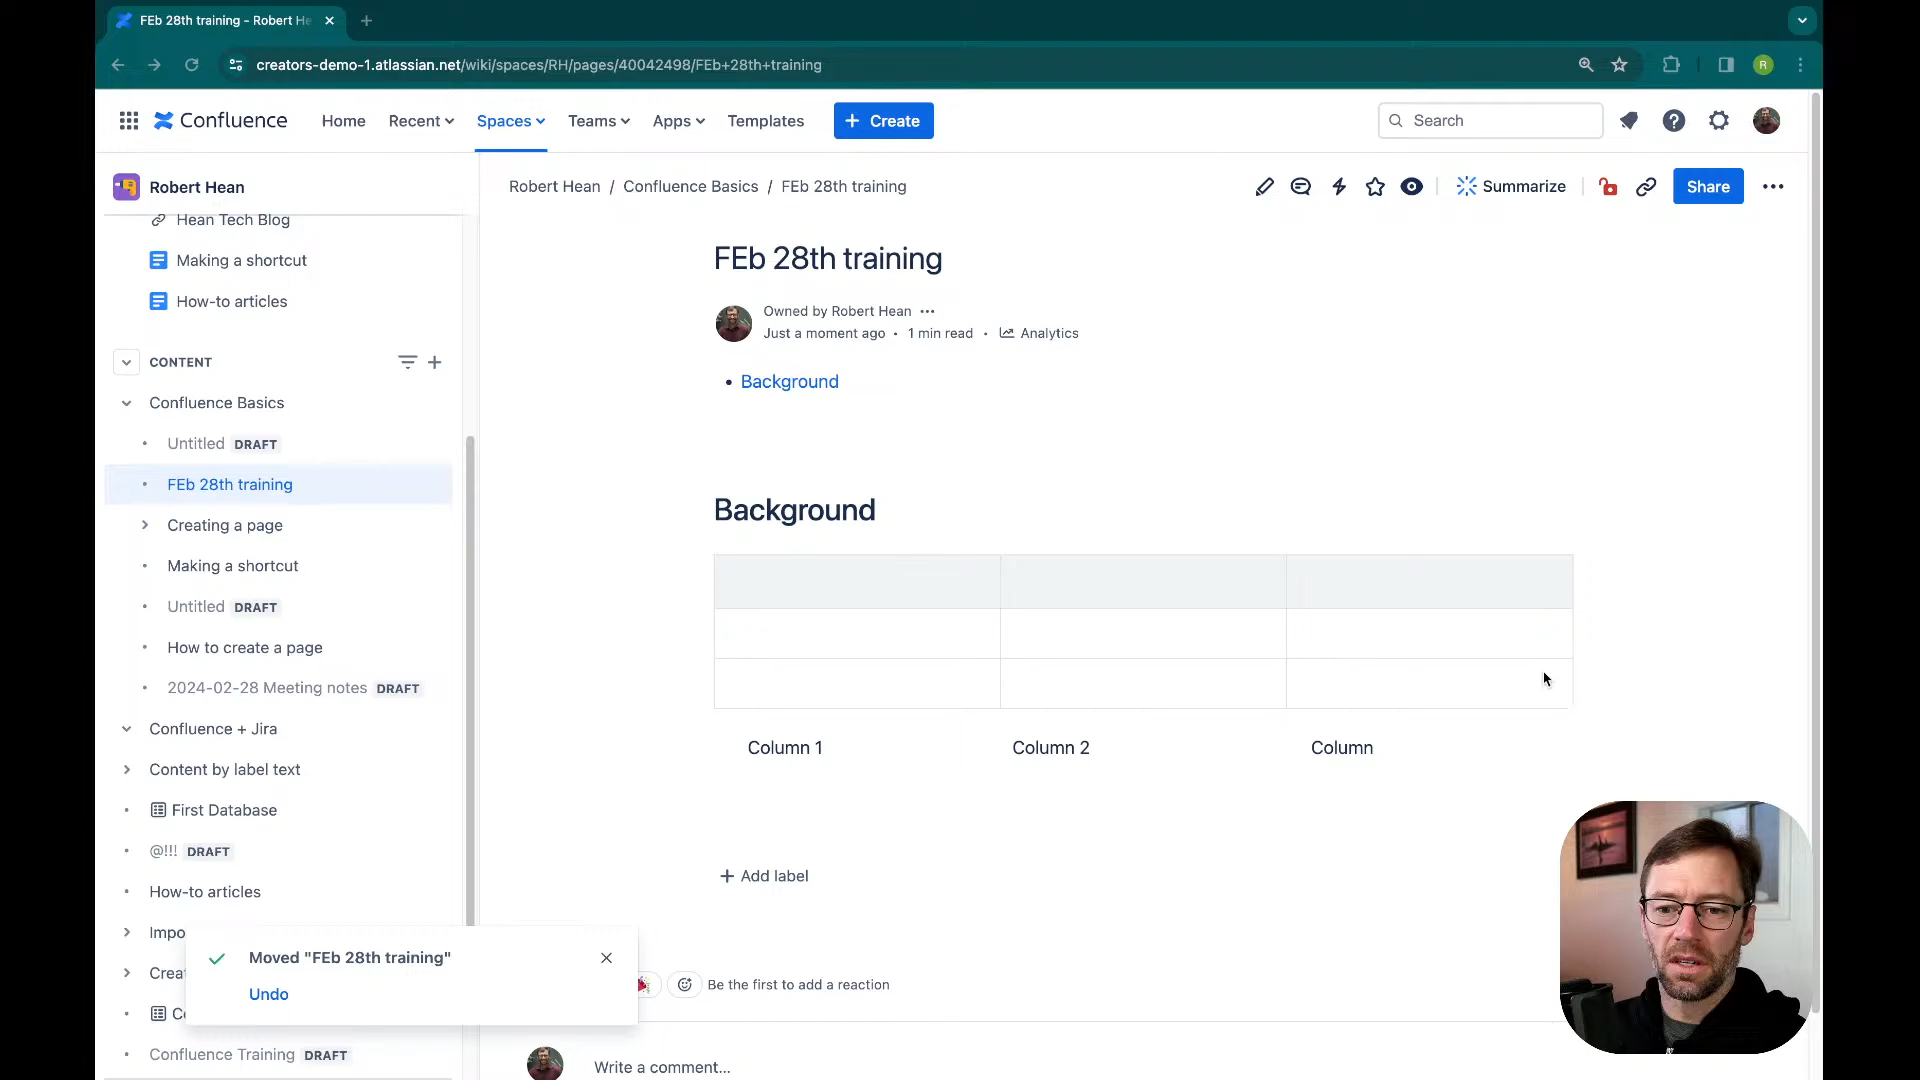 FEb 28th training - Robert He
creators-demo-1.atlassian.net/wiki/spaces/RH/pages/40042498/FEb+28th+training
R
Confluence
Home
Recent
Spaces
Teams
Apps
Templates
+ Create
Search
Robert Hean
Hean Tech Blog
Making a shortcut
How-to articles
CONTENT
Confluence Basics
Untitled DRAFT
FEb 28th training
Creating a page
Making a shortcut
Untitled DRAFT
How to create a page
2024-02-28 Meeting notes DRAFT
Confluence + Jira
Content by label text
First Database
@!!! DRAFT
How-to articles
Impo
Creat
Co
Confluence Training DRAFT
Moved "FEb 28th training"
Undo
Robert Hean / Confluence Basics / FEb 28th training
Summarize
Share
FEb 28th training
Owned by Robert Hean
Just a moment ago • 1 min read • Analytics
• Background
Background
Column 1
Column 2
Column
+ Add label
Be the first to add a reaction
Write a comment...